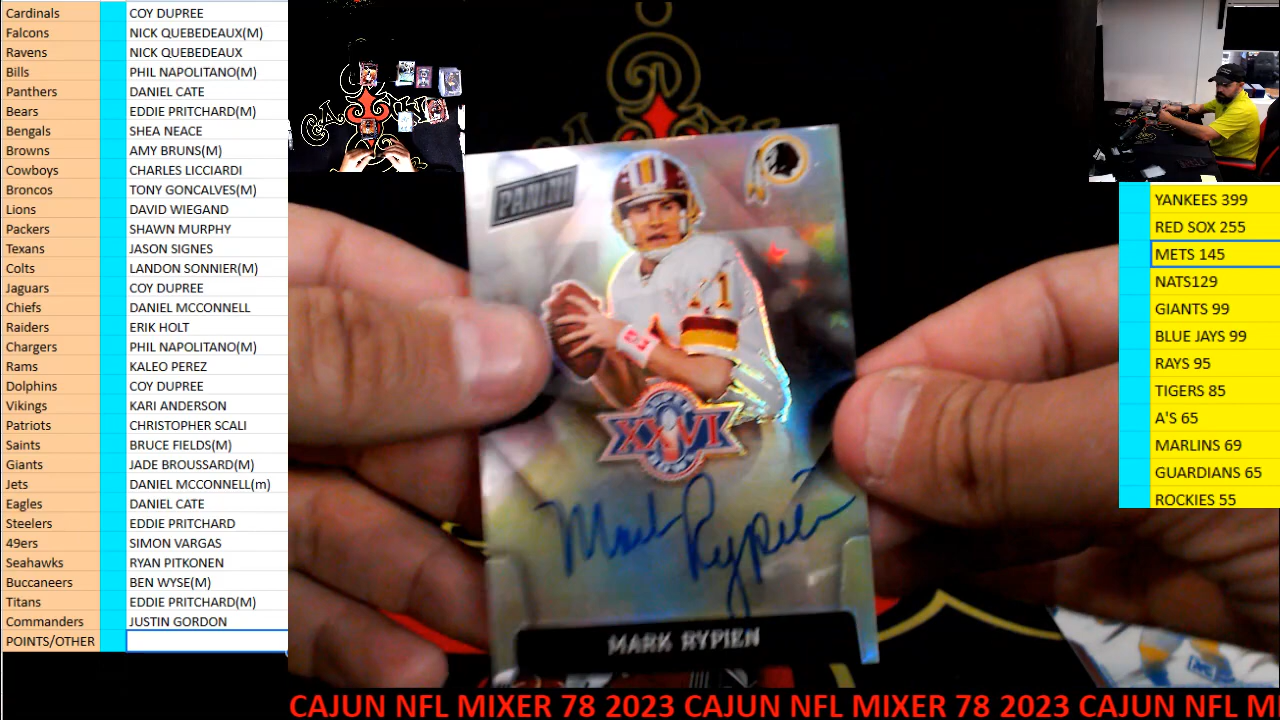 Cardinals COY DUPREE
Falcons NICK QUEBEDEAUX(M)
Ravens NICK QUEBEDEAUX
Bills PHIL NAPOLITANO(M)
Panthers DANIEL CATE
Bears EDDIE PRITCHARD(M)
Bengals SHEA NEACE
Browns AMY BRUNS(M)
Cowboys CHARLES LICCIARDI
Broncos TONY GONCALVES(M)
Lions DAVID WIEGAND
Packers SHAWN MURPHY
Texans JASON SIGNES
Colts LANDON SONNIER(M)
Jaguars COY DUPREE
Chiefs DANIEL MCCONNELL
Raiders ERIK HOLT
Chargers PHIL NAPOLITANO(M)
Rams KALEO PEREZ
Dolphins COY DUPREE
Vikings KARI ANDERSON
Patriots CHRISTOPHER SCALI
Saints BRUCE FIELDS(M)
Giants JADE BROUSSARD(M)
Jets DANIEL MCCONNELL(m)
Eagles DANIEL CATE
Steelers EDDIE PRITCHARD
49ers SIMON VARGAS
Seahawks RYAN PITKONEN
Buccaneers BEN WYSE(M)
Titans EDDIE PRITCHARD(M)
Commanders JUSTIN GORDON
POINTS/OTHER
PANINI
11
XXVI
Mark Rypien
MARK RYPIEN
YANKEES 399
RED SOX 255
METS 145
NATS129
GIANTS 99
BLUE JAYS 99
RAYS 95
TIGERS 85
A'S 65
MARLINS 69
GUARDIANS 65
ROCKIES 55
CAJUN NFL MIXER 78 2023 CAJUN NFL MIXER 78 2023 CAJUN NFL M